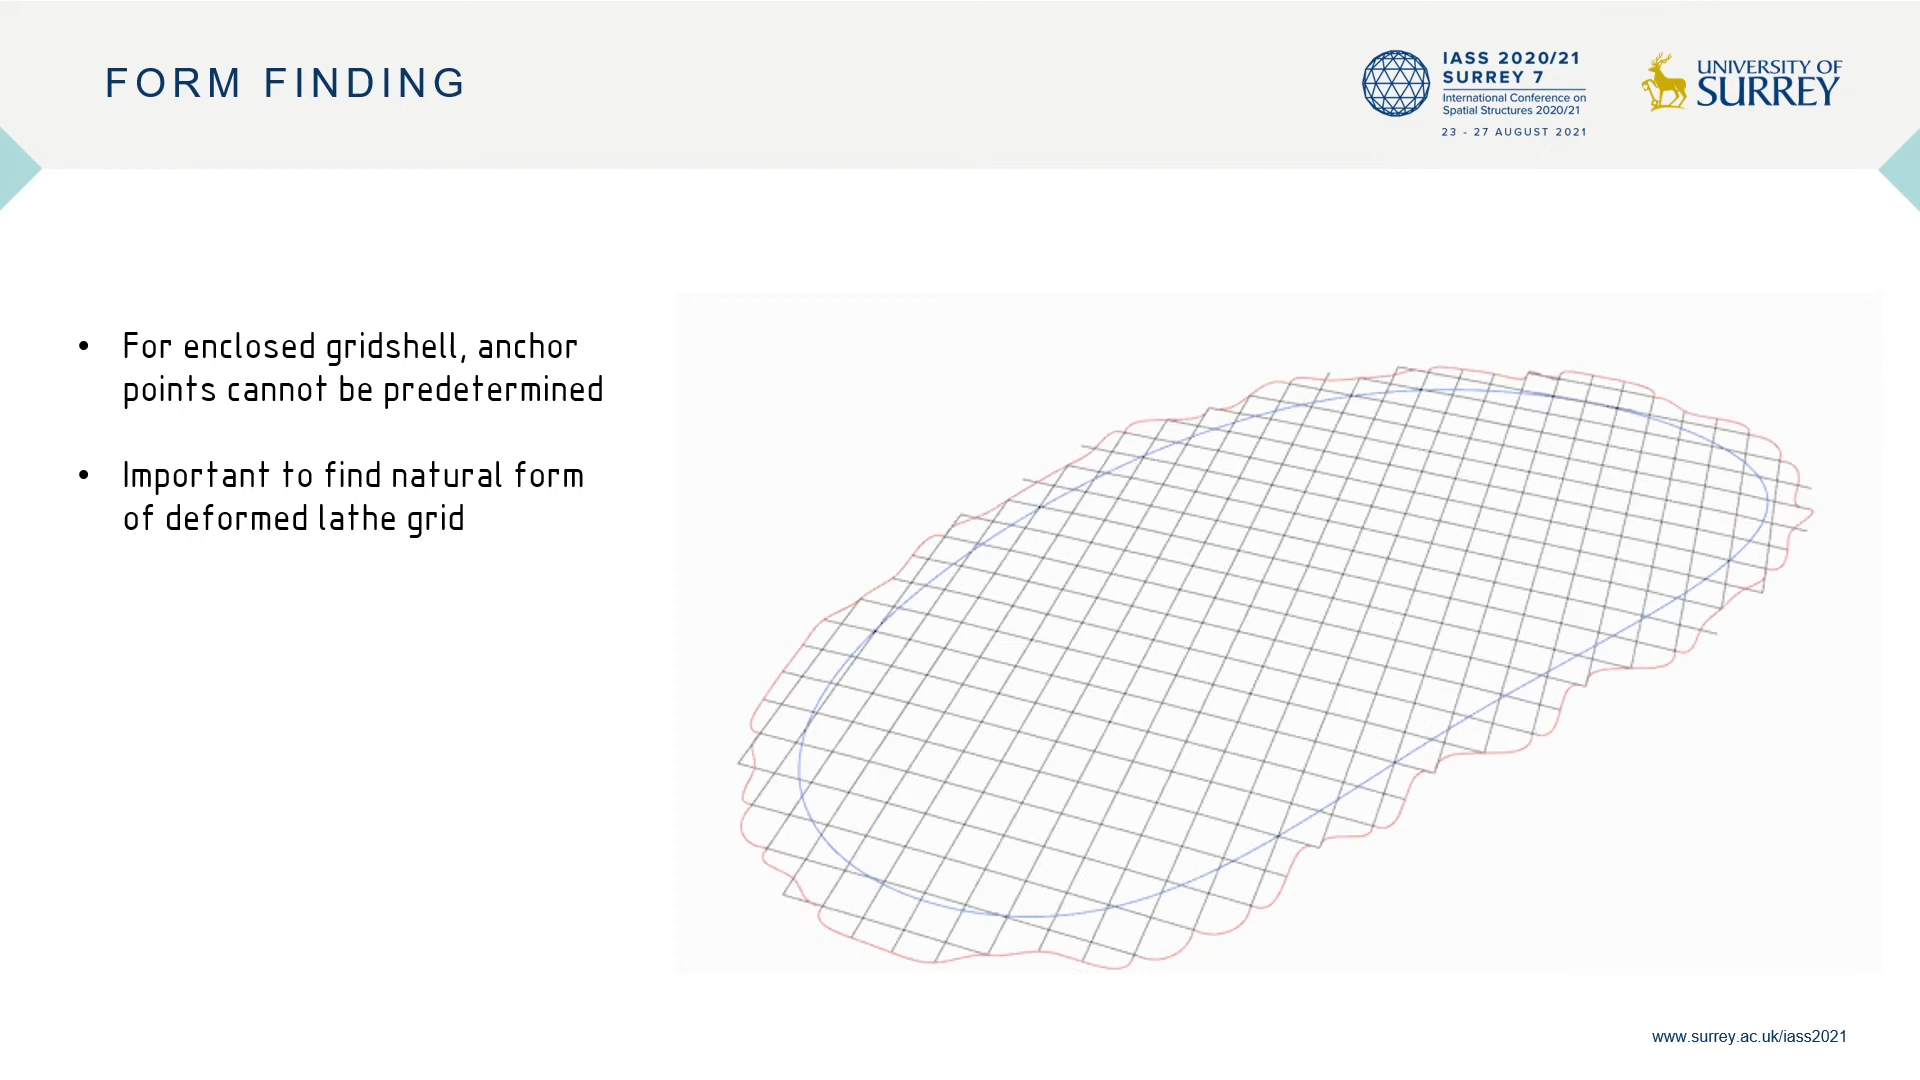 FORM FINDING
IASS 2020/21
SURREY 7
International Conference on
Spatial Structures 2020/21
23 - 27 AUGUST 2021
UNIVERSITY OF
SURREY
• For enclosed gridshell, anchor
points cannot be predetermined
• Important to find natural form
of deformed lathe grid
www.surrey.ac.uk/iass2021